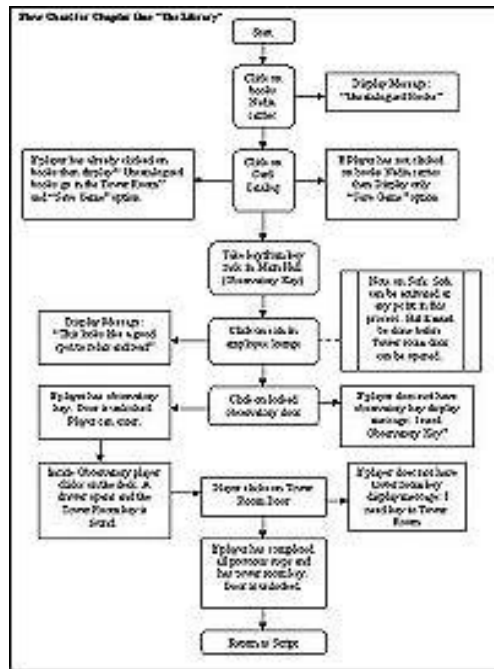 Flow Chart for Chapter One "The Library"
Start
Click on
books
Display Message:
"Uncatalogued Books"
Click on
Card
Catalog
If player has already clicked on
books then display "Uncatalogued
books go in the Tower Room"
and "Save Game" option.
If Player has not clicked
on books
then Display only
"Save Game" option
Take key from key
rack in Main Hall
(Observatory Key)
Note on Sofa: Sofa
can be activated at
any point in this
process. But it must
be done before
Tower room door
can be opened.
Display Message:
"This looks like a good
spot to relax and read".
Click on sofa in
employee lounge
If player has observatory
key, Door is unlocked.
Player can enter.
Click on locked
observatory door
If player does not have
observatory key display
message: I need
Observatory Key"
Inside Observatory player
clicks on the desk. A
drawer opens and the
Tower Room key is
found.
Player clicks on Tower
Room Door
If player does not have
tower room key
display message: I
need key to Tower
Room
If player has completed
all previous steps and
has tower room key,
Door is unlocked.
Return to Script